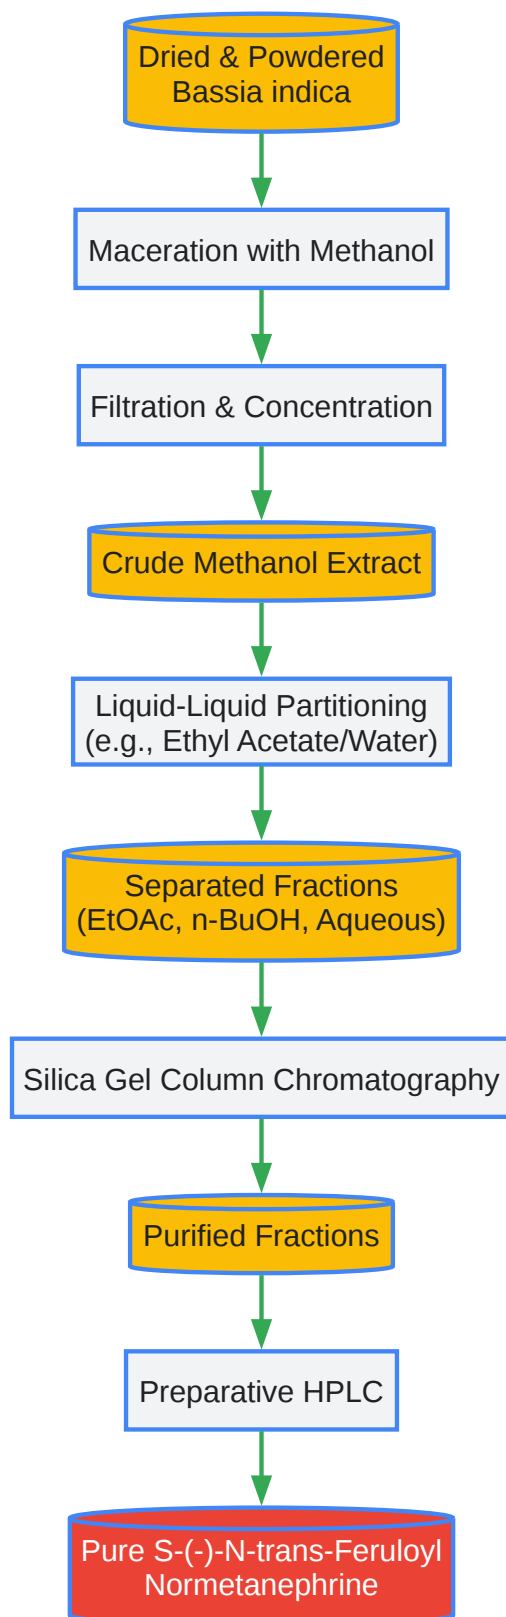 Dried & Powdered
Bassia indica
Maceration with Methanol
Filtration & Concentration
Crude Methanol Extract
Liquid-Liquid Partitioning
(e.g., Ethyl Acetate/Water)
Separated Fractions
(EtOAc, n-BuOH, Aqueous)
Silica Gel Column Chromatography
Purified Fractions
Preparative HPLC
Pure S-(-)-N-trans-Feruloyl
Normetanephrine